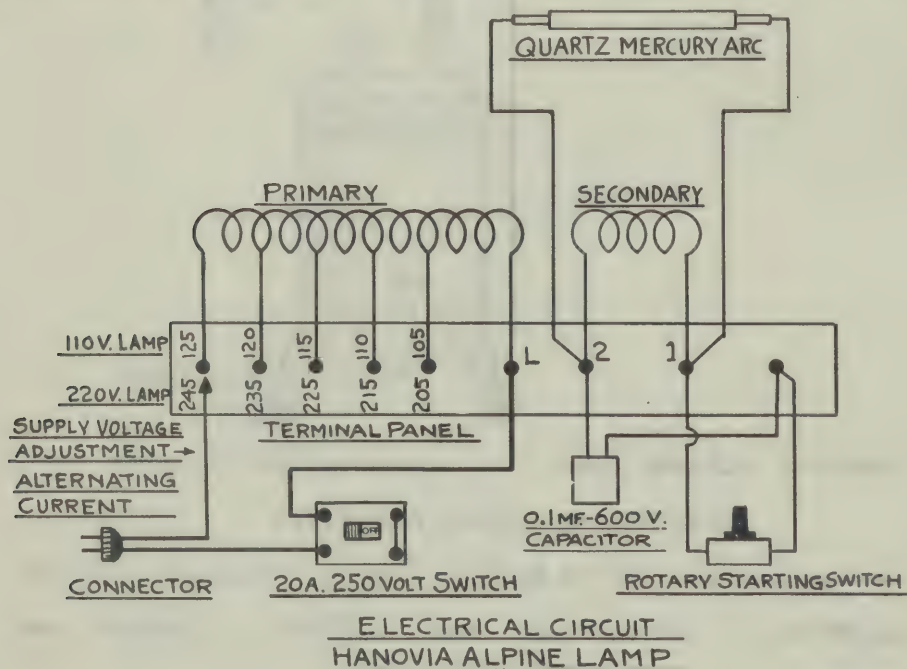 QUARTZ MERCURY ARC
PRIMARY
SECONDARY
110V. LAMP
125
120
115
110
105
L
2
1
220V. LAMP
245
235
225
215
205
SUPPLY VOLTAGE
ADJUSTMENT→
TERMINAL PANEL
ALTERNATING
CURRENT
OFF
0.1MF.-600 V.
CAPACITOR
CONNECTOR
20A. 250 VOLT SWITCH
ROTARY STARTING SWITCH
ELECTRICAL CIRCUIT
HANOVIA ALPINE LAMP